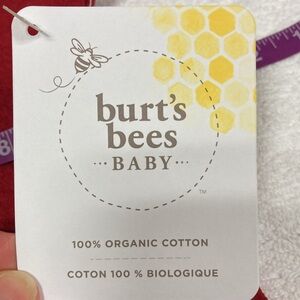 burt's
bees
BABY
TM
100% ORGANIC COTTON
COTON 100 % BIOLOGIQUE